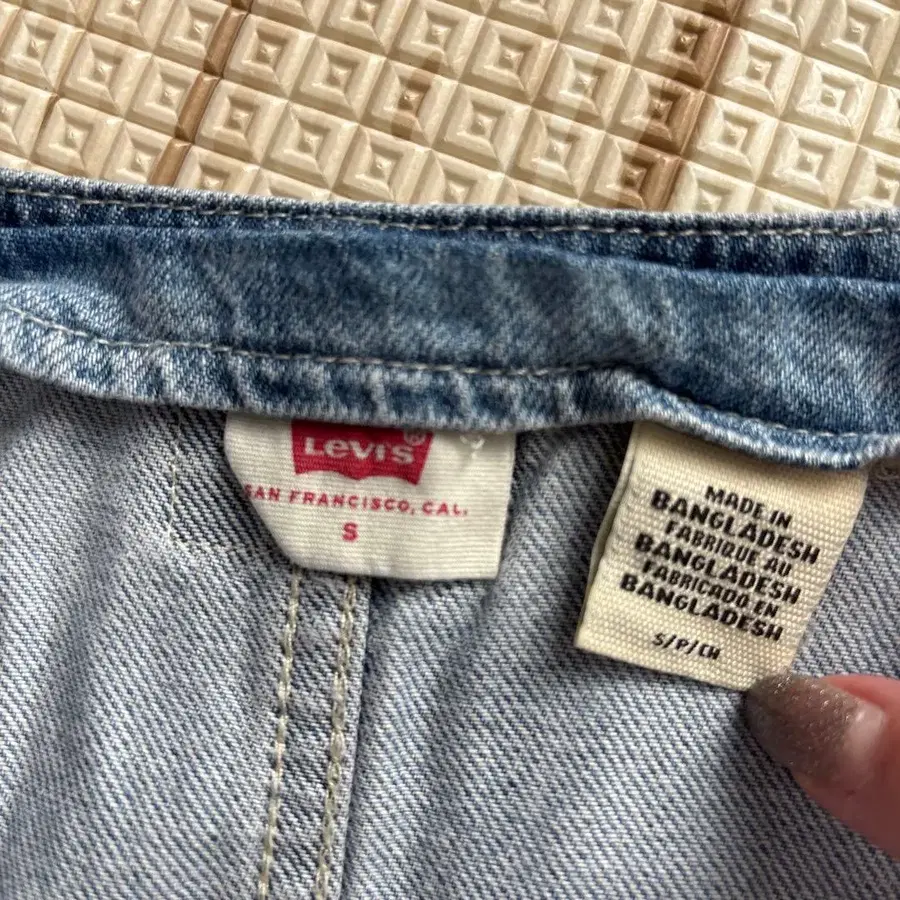 LEVI'S
®
SAN FRANCISCO, CAL.
S
MADE IN
BANGLADESH
FABRIQUE AU
BANGLADESH
FABRICADO EN
BANGLADESH
S/P/CH